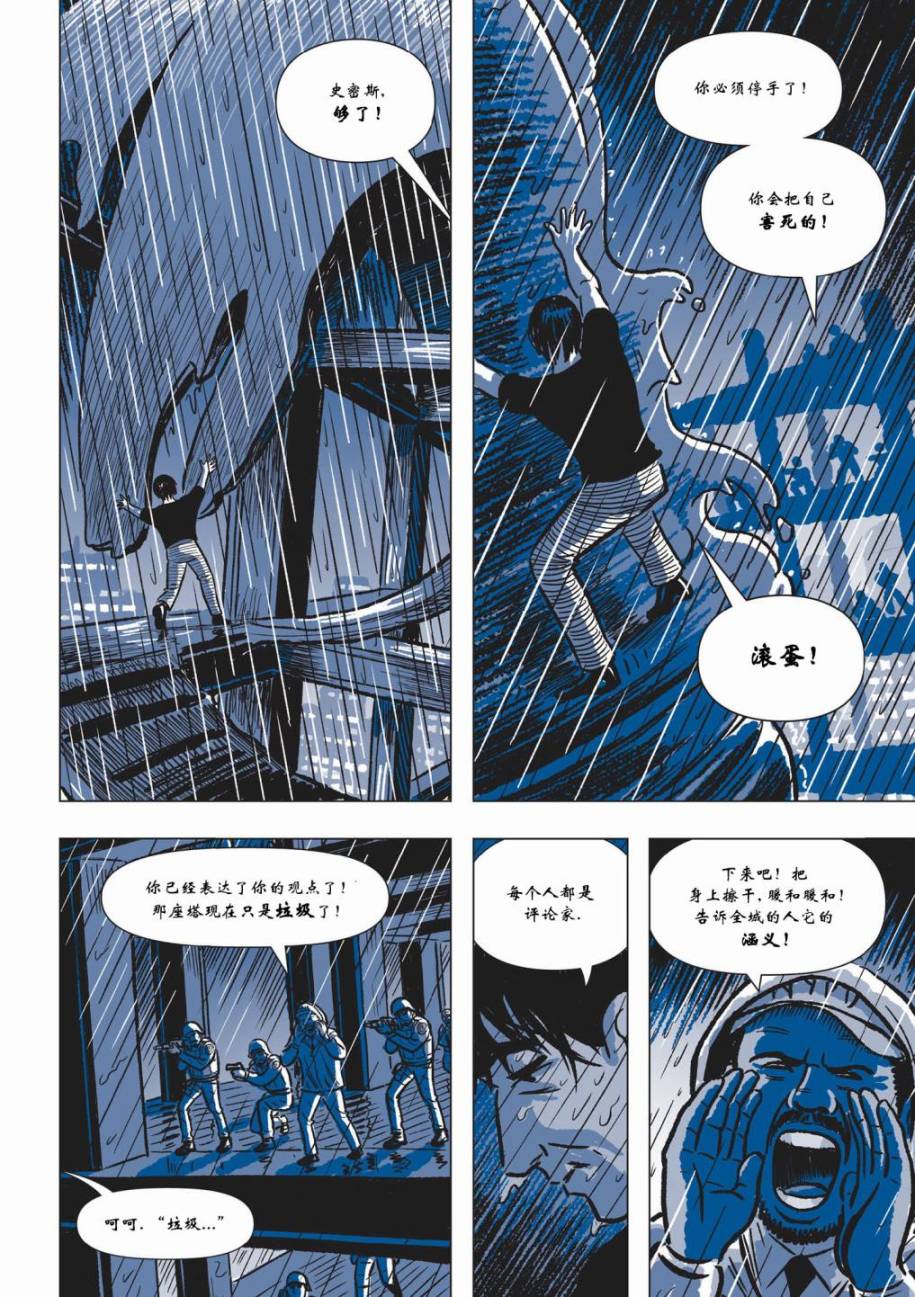 史密斯，
够了！
你必须停手了！
你会把自己
害死的！
滚蛋！
你已经表达了你的观点了！
那座塔现在只是垃圾了！
呵呵．“垃圾...”
每个人都是
评论家．
下来吧！把
身上擦干，暖和暖和！
告诉全城的人它的
涵义！